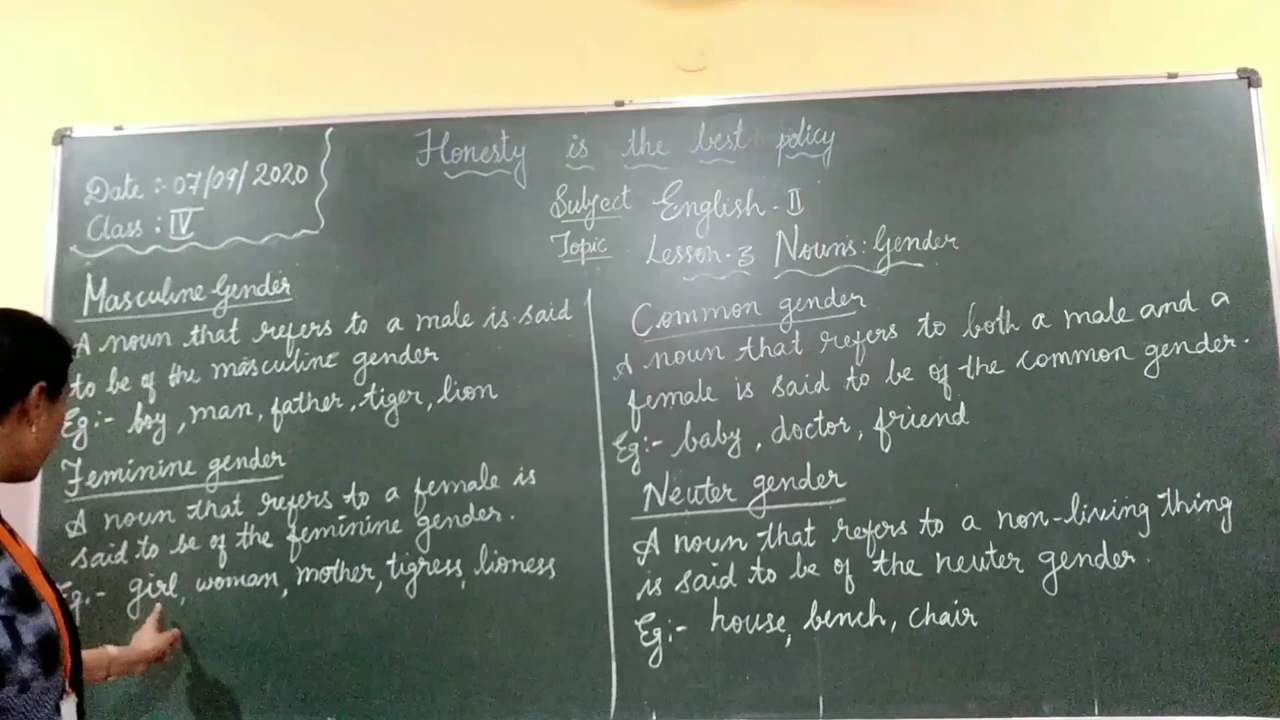 Honesty is the best policy
Date :- 07/09/2020
Class : IV
Subject English - II
Topic Lesson-3 Nouns: Gender
Masculine Gender
A noun that refers to a male is said
to be of the masculine gender
Eg:- boy, man, father, tiger, lion
Feminine gender
A noun that refers to a female is
said to be of the feminine gender.
Eg:- girl, woman, mother, tigress, lioness
Common gender
A noun that refers to both a male and a
female is said to be of the common gender.
Eg:- baby, doctor, friend
Neuter gender
A noun that refers to a non-living thing
is said to be of the neuter gender.
Eg:- house, bench, chair